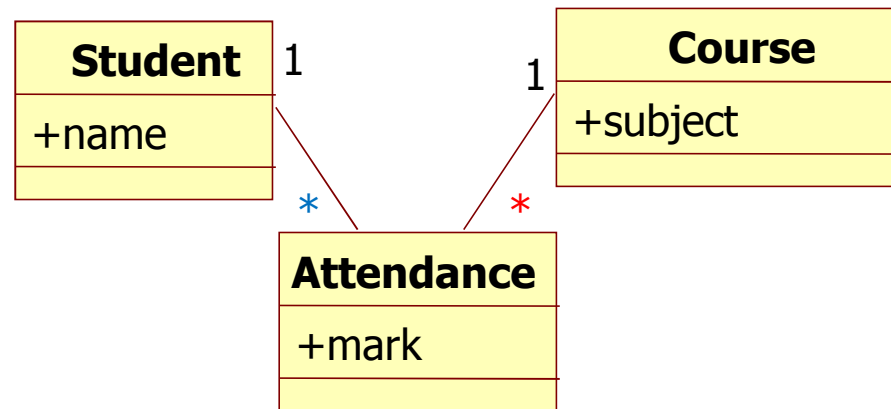 Student
1
+name
*
1
Course
+subject
*
Attendance
+mark